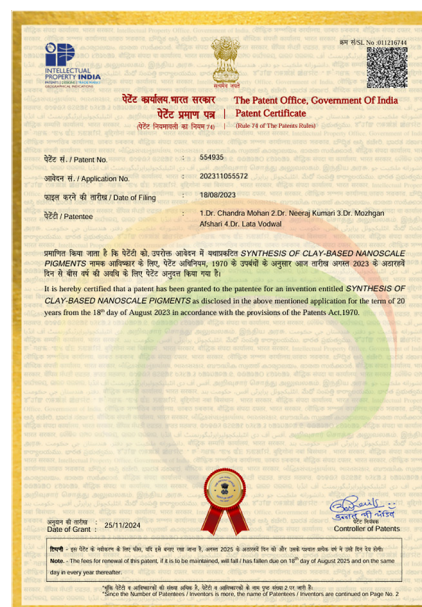 क्रम सं/SL No :011216744
INTELLECTUAL
PROPERTY INDIA
सत्यमेव जयते
पेटेंट कार्यालय,भारत सरकार | The Patent Office, Government Of India
पेटेंट प्रमाण पत्र | Patent Certificate
(पेटेंट नियमावली का नियम 74) | (Rule 74 of The Patents Rules)
पेटेंट सं. / Patent No. : 554935
आवेदन सं. / Application No. : 202311055572
फाइल करने की तारीख / Date of Filing : 18/08/2023
पेटेंटी / Patentee : 1.Dr. Chandra Mohan 2.Dr. Neeraj Kumari 3.Dr. Mozhgan
Afshari 4.Dr. Lata Vodwal
प्रमाणित किया जाता है कि पेटेंटी को, उपरोक्त आवेदन में यथाप्रकटित SYNTHESIS OF CLAY-BASED NANOSCALE
PIGMENTS नामक आविष्कार के लिए, पेटेंट अधिनियम, 1970 के उपबंधों के अनुसार आज तारीख अगस्त 2023 के अठारहवें
दिन से बीस वर्ष की अवधि के लिए पेटेंट अनुदत्त किया गया है।
It is hereby certified that a patent has been granted to the patentee for an invention entitled SYNTHESIS OF
CLAY-BASED NANOSCALE PIGMENTS as disclosed in the above mentioned application for the term of 20
years from the 18th day of August 2023 in accordance with the provisions of the Patents Act,1970.
अनुदान की तारीख : 25/11/2024
Date of Grant :
पेटेंट नियंत्रक
Controller of Patents
टिप्पणी - इस पेटेंट के नवीकरण के लिए फीस, यदि इसे बनाए रखा जाना है, अगस्त 2025 के अठारहवें दिन को और उसके पश्चात प्रत्येक वर्ष मे उसी दिन देय होगी।
Note. - The fees for renewal of this patent, if it is to be maintained, will fall / has fallen due on 18th day of August 2025 and on the same
day in every year thereafter.
*चूंकि पेटेंटी व आविष्कारकों की संख्या अधिक है, पेटेंटी व आविष्कारकों के नाम पृष्ठ संख्या 2 पर जारी है।
*Since the Number of Patentees / Inventors is more, the name of Patentees / Inventors are continued on Page No. 2